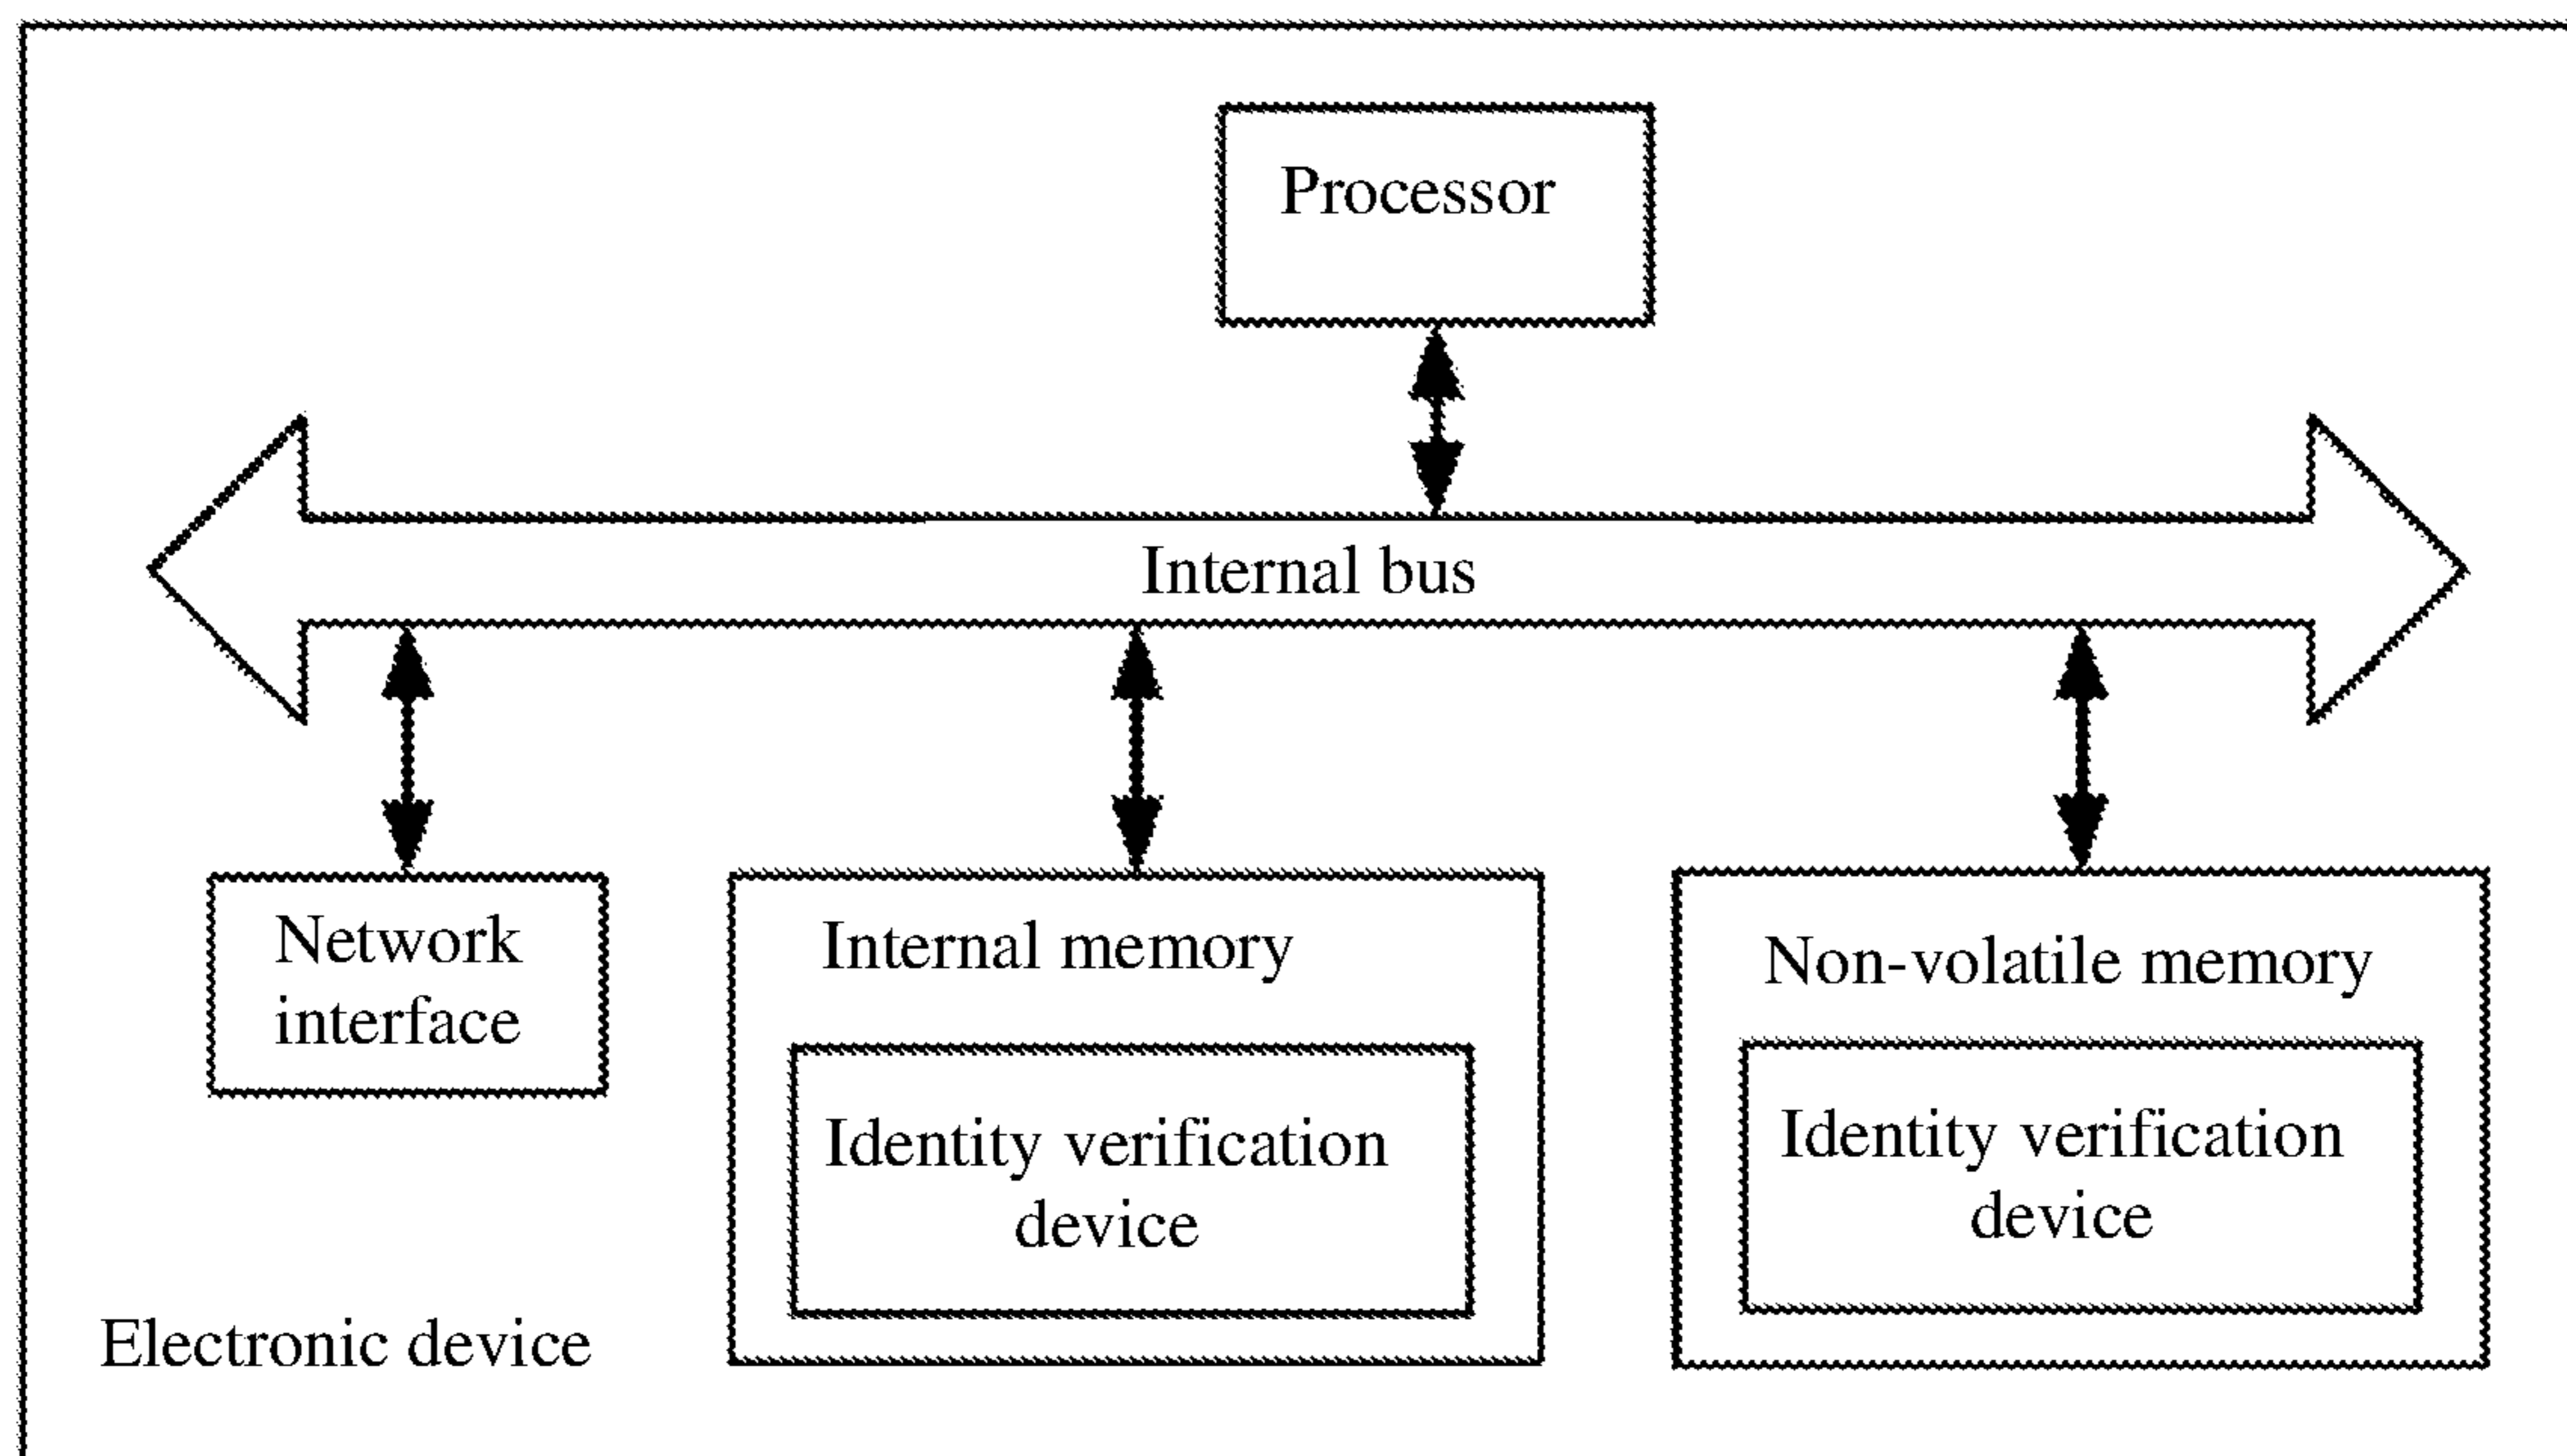 Processor
Internal bus
Network
interface
Internal memory
Identity verification
device
Non-volatile memory
Identity verification
device
Electronic device